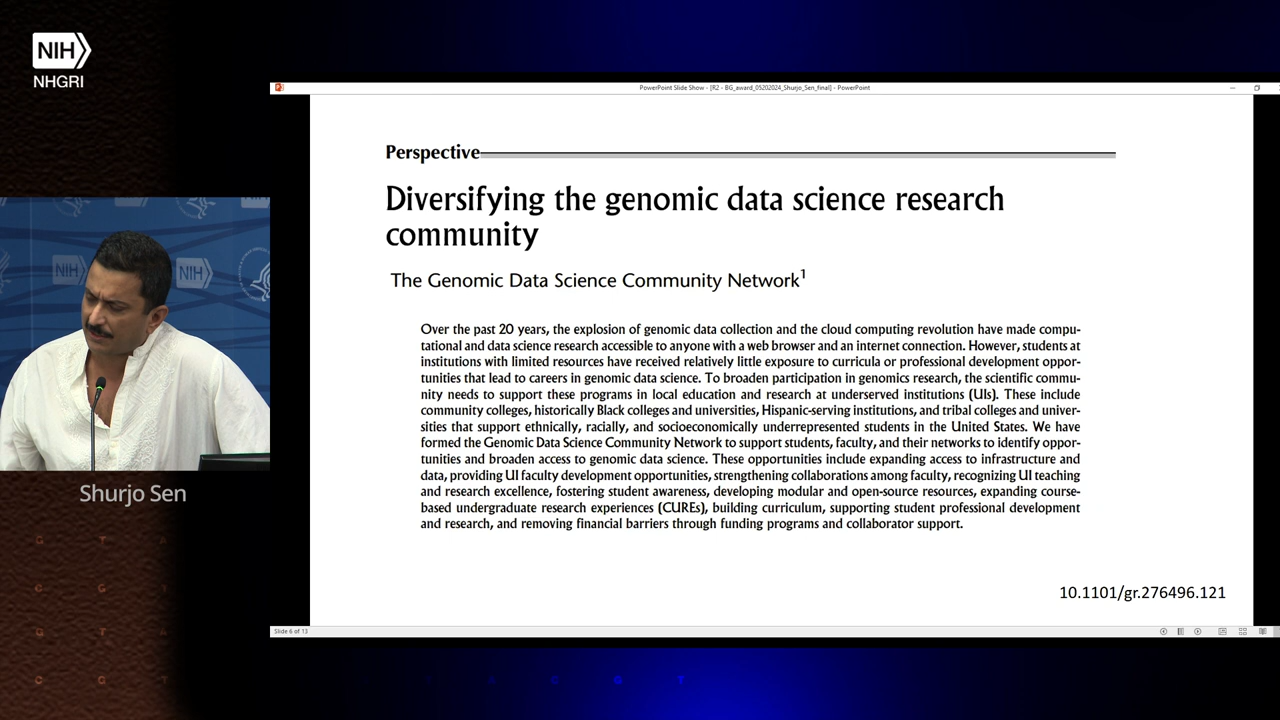 NIH
NHGRI
PowerPoint Slide Show - [R2 - BG_award_05202024_Shurjo_Sen_final] - PowerPoint
Perspective
Diversifying the genomic data science research
community
The Genomic Data Science Community Network1
Over the past 20 years, the explosion of genomic data collection and the cloud computing revolution have made compu-
tational and data science research accessible to anyone with a web browser and an internet connection. However, students at
institutions with limited resources have received relatively little exposure to curricula or professional development oppor-
tunities that lead to careers in genomic data science. To broaden participation in genomics research, the scientific commu-
nity needs to support these programs in local education and research at underserved institutions (UIs). These include
community colleges, historically Black colleges and universities, Hispanic-serving institutions, and tribal colleges and univer-
sities that support ethnically, racially, and socioeconomically underrepresented students in the United States. We have
formed the Genomic Data Science Community Network to support students, faculty, and their networks to identify oppor-
tunities and broaden access to genomic data science. These opportunities include expanding access to infrastructure and
data, providing UI faculty development opportunities, strengthening collaborations among faculty, recognizing UI teaching
and research excellence, fostering student awareness, developing modular and open-source resources, expanding course-
based undergraduate research experiences (CUREs), building curriculum, supporting student professional development
and research, and removing financial barriers through funding programs and collaborator support.
10.1101/gr.276496.121
Slide 6 of 13
NIH
NIH
Shurjo Sen